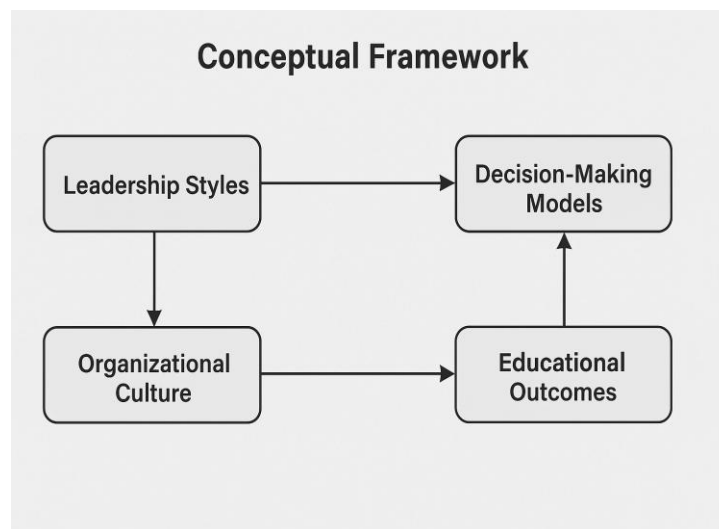 Conceptual Framework
Leadership Styles
Decision-Making
Models
Organizational
Culture
Educational
Outcomes